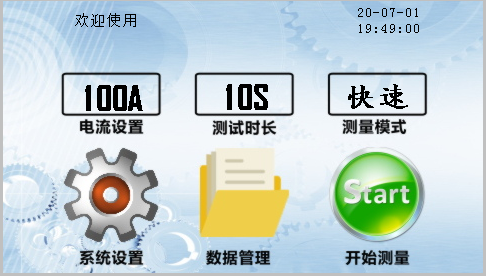 欢迎使用
20-07-01
19:49:00
100A 10S 快速
电流设置 测试时长 测量模式
Start
系统设置 数据管理 开始测量